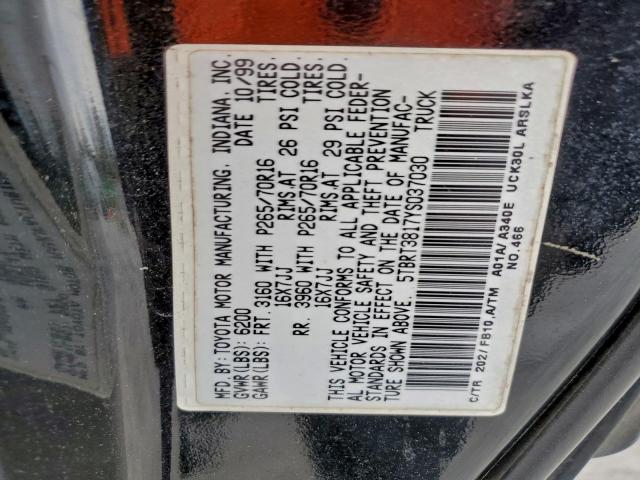 MFD. BY: TOYOTA MOTOR MANUFACTURING, INDIANA, INC.
GVWR(LBS): 6200 DATE 10/99
GAWR(LBS): FRT. 3160 WITH P265/70R16 TIRES,
16X7JJ RIMS.AT 26 PSI COLD.
RR. 3960 WITH P265/70R16 TIRES,
16X7JJ RIMS.AT 29 PSI COLD.
THIS VEHICLE CONFORMS TO ALL APPLICABLE FEDER-
AL MOTOR VEHICLE SAFETY AND THEFT PREVENTION
STANDARDS IN EFFECT ON THE DATE OF MANUFAC-
TURE SHOWN ABOVE. 5TBRT3817YS037030 TRUCK
C/TR 202/ FB10,A/TM A01A/ A340E UCK30L ARSLKA
NO.466